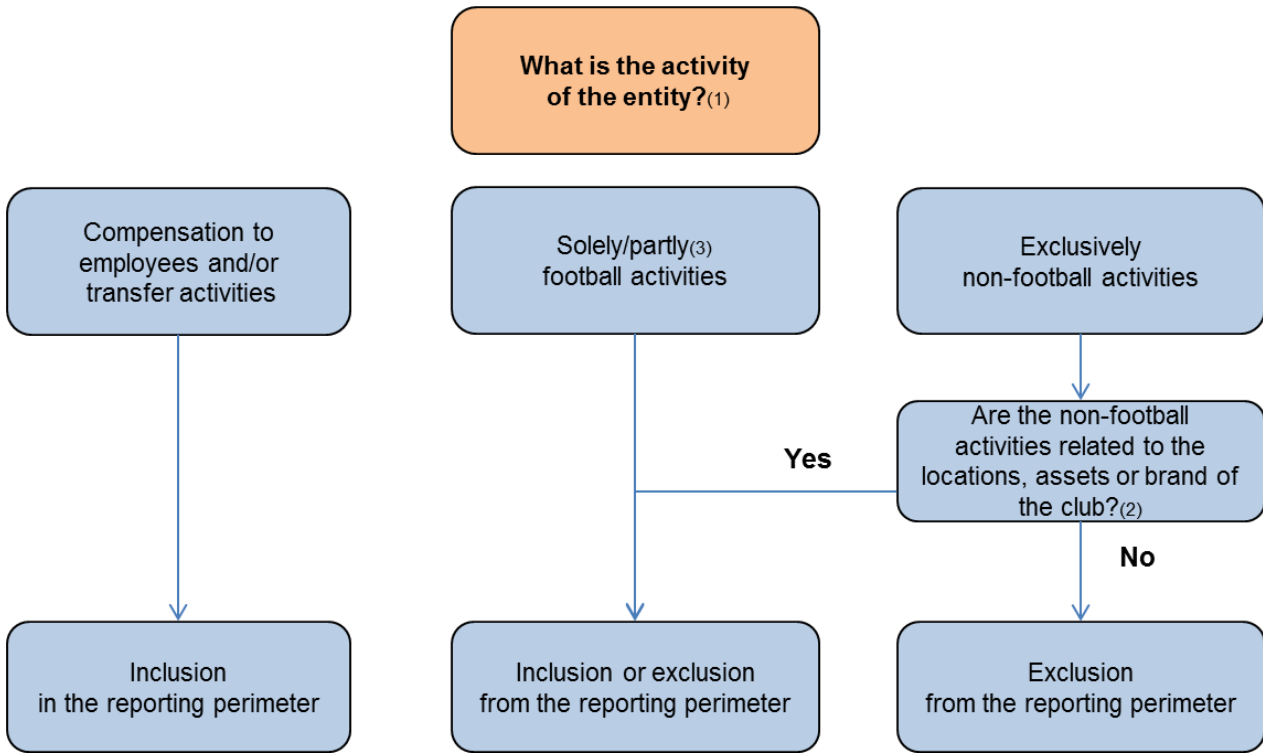 What is the activity
of the entity?(1)
Compensation to
employees and/or
transfer activities
Solely/partly(3)
football activities
Exclusively
non-football activities
Are the non-football
activities related to the
locations, assets or brand of
the club?(2)
Yes
No
Inclusion
in the reporting perimeter
Inclusion or exclusion
from the reporting perimeter
Exclusion
from the reporting perimeter